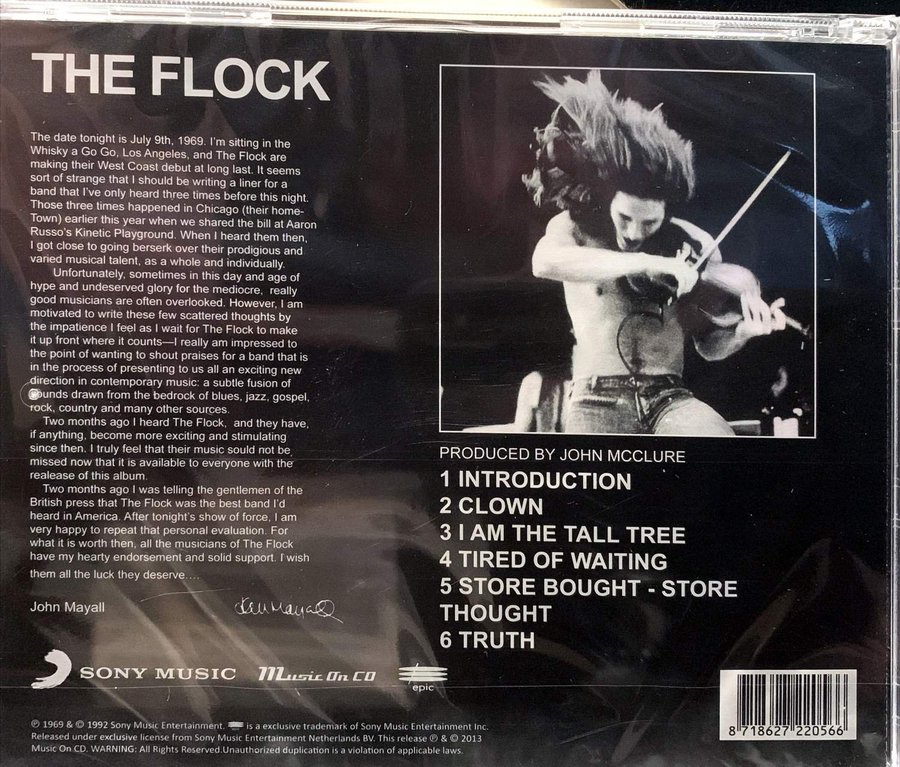 THE FLOCK
The date tonight is July 9th, 1969. I'm sitting in the
Whisky a Go Go, Los Angeles, and The Flock are
making their West Coast debut at long last. It seems
sort of strange that I should be writing a liner for a
band that I've only heard three times before this night.
Those three times happened in Chicago (their home-
Town) earlier this year when we shared the bill at Aaron
Russo's Kinetic Playground. When I heard them then,
I got close to going berserk over their prodigious and
varied musical talent, as a whole and individually.
Unfortunately, sometimes in this day and age of
hype and undeserved glory for the mediocre, really
good musicians are often overlooked. However, I am
motivated to write these few scattered thoughts by
the impatience I feel as I wait for The Flock to make
it up front where it counts—I really am impressed to
the point of wanting to shout praises for a band that is
in the process of presenting to us all an exciting new
direction in contemporary music: a subtle fusion of
sounds drawn from the bedrock of blues, jazz, gospel,
rock, country and many other sources.
Two months ago I heard The Flock, and they have,
if anything, become more exciting and stimulating
since then. I truly feel that their music sould not be
missed now that it is available to everyone with the
realease of this album.
Two months ago I was telling the gentlemen of the
British press that The Flock was the best band I'd
heard in America. After tonight's show of force, I am
very happy to repeat that personal evaluation. For
what it is worth then, all the musicians of The Flock
have my hearty endorsement and solid support. I wish
them all the luck they deserve....
John Mayall John Mayall
PRODUCED BY JOHN MCCLURE
1 INTRODUCTION
2 CLOWN
3 I AM THE TALL TREE
4 TIRED OF WAITING
5 STORE BOUGHT - STORE
THOUGHT
6 TRUTH
SONY MUSIC Music On CD epic
℗ 1969 & © 1992 Sony Music Entertainment. is a exclusive trademark of Sony Music Entertainment Inc.
Released under exclusive license from Sony Music Entertainment Netherlands BV. This release ℗ & © 2013
Music On CD. WARNING: All Rights Reserved.Unauthorized duplication is a violation of applicable laws.
8 718627 220566